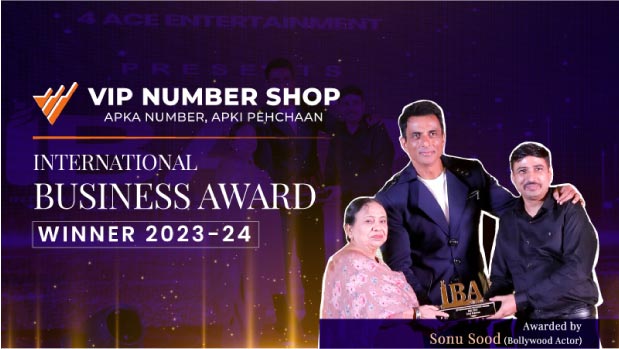 4 ACE ENTERTAINMENT
PRESENTS
VIP NUMBER SHOP
APKA NUMBER, APKI PEHCHAAN
INTERNATIONAL
BUSINESS AWARD
WINNER 2023-24
IBA
Awarded by
Sonu Sood (Bollywood Actor)